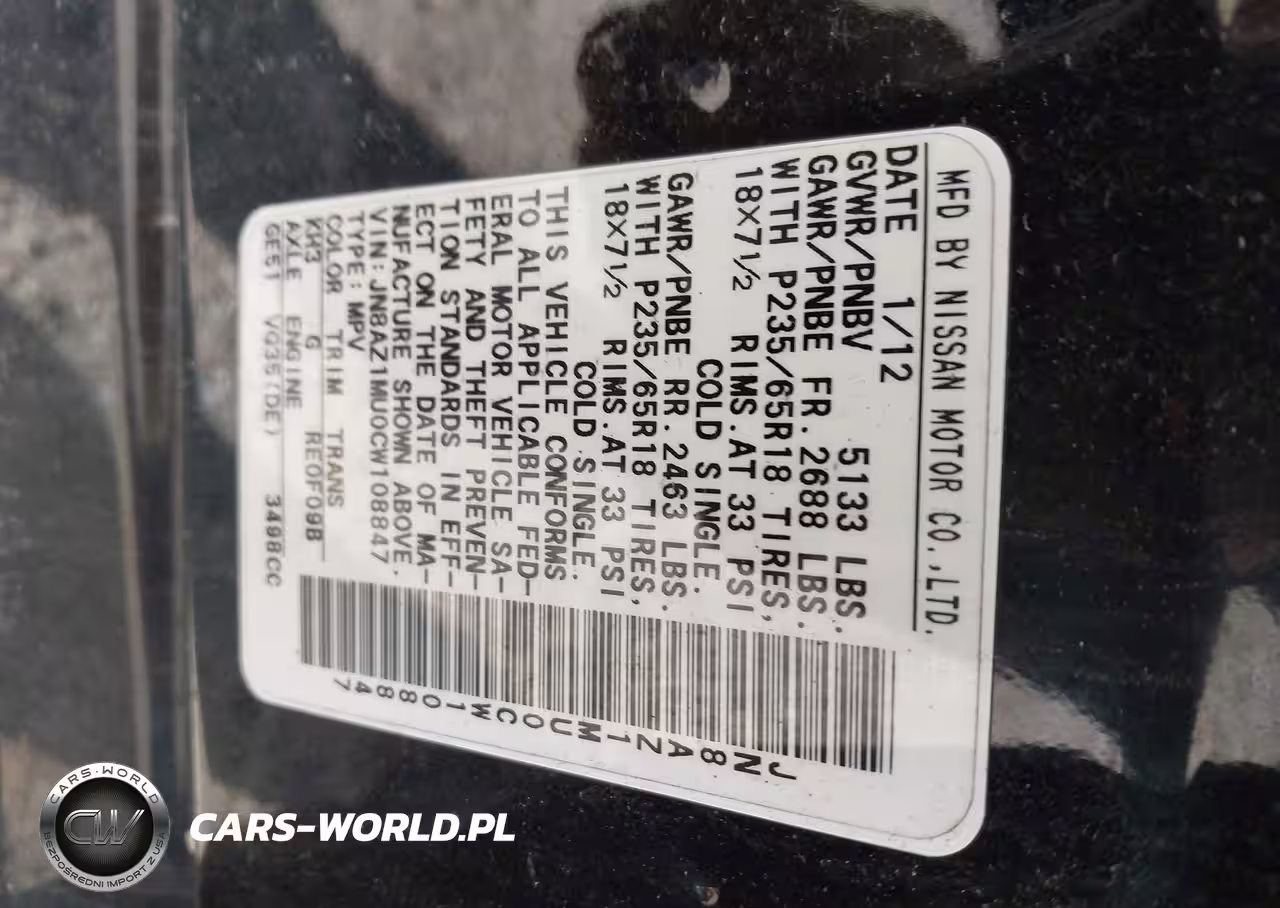 MFD BY NISSAN MOTOR CO.,LTD.
DATE 1/12
GVWR/PNBV 5133 LBS.
GAWR/PNBE FR.2688 LBS.
WITH P235/65R18 TIRES,
18X7½ RIMS.AT 33 PSI
COLD SINGLE.
GAWR/PNBE RR.2463 LBS.
WITH P235/65R18 TIRES,
18X7½ RIMS.AT 33 PSI
COLD SINGLE.
THIS VEHICLE CONFORMS
TO ALL APPLICABLE FED-
ERAL MOTOR VEHICLE SA-
FETY AND THEFT PREVEN-
TION STANDARDS IN EFF-
ECT ON THE DATE OF MA-
NUFACTURE SHOWN ABOVE.
VIN:JN8AZ1MU0CW108847
TYPE:MPV
COLOR TRIM TRANS
KH3 G RE0F09B
AXLE ENGINE
GE51 VQ35(DE) 3498CC
JN8AZ1MU0CW108847
CARS-WORLD
CW
BEZPOŚREDNI IMPORT Z USA
CARS-WORLD.PL